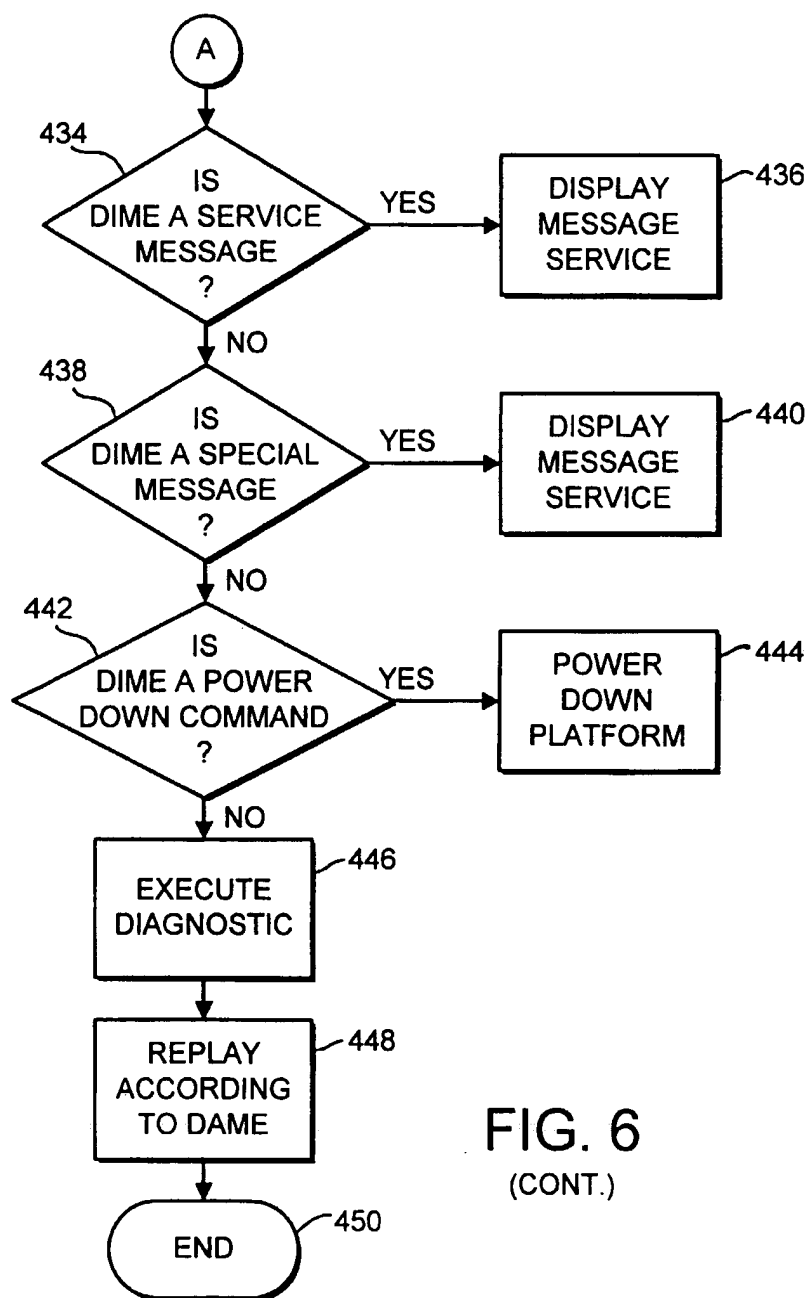 A
434
IS
DIME A SERVICE
MESSAGE
?
YES
DISPLAY
MESSAGE
SERVICE
436
NO
438
IS
DIME A SPECIAL
MESSAGE
?
YES
DISPLAY
MESSAGE
SERVICE
440
NO
442
IS
DIME A POWER
DOWN COMMAND
?
YES
POWER
DOWN
PLATFORM
444
NO
EXECUTE
DIAGNOSTIC
446
REPLAY
ACCORDING
TO DAME
448
END
450
FIG. 6
(CONT.)